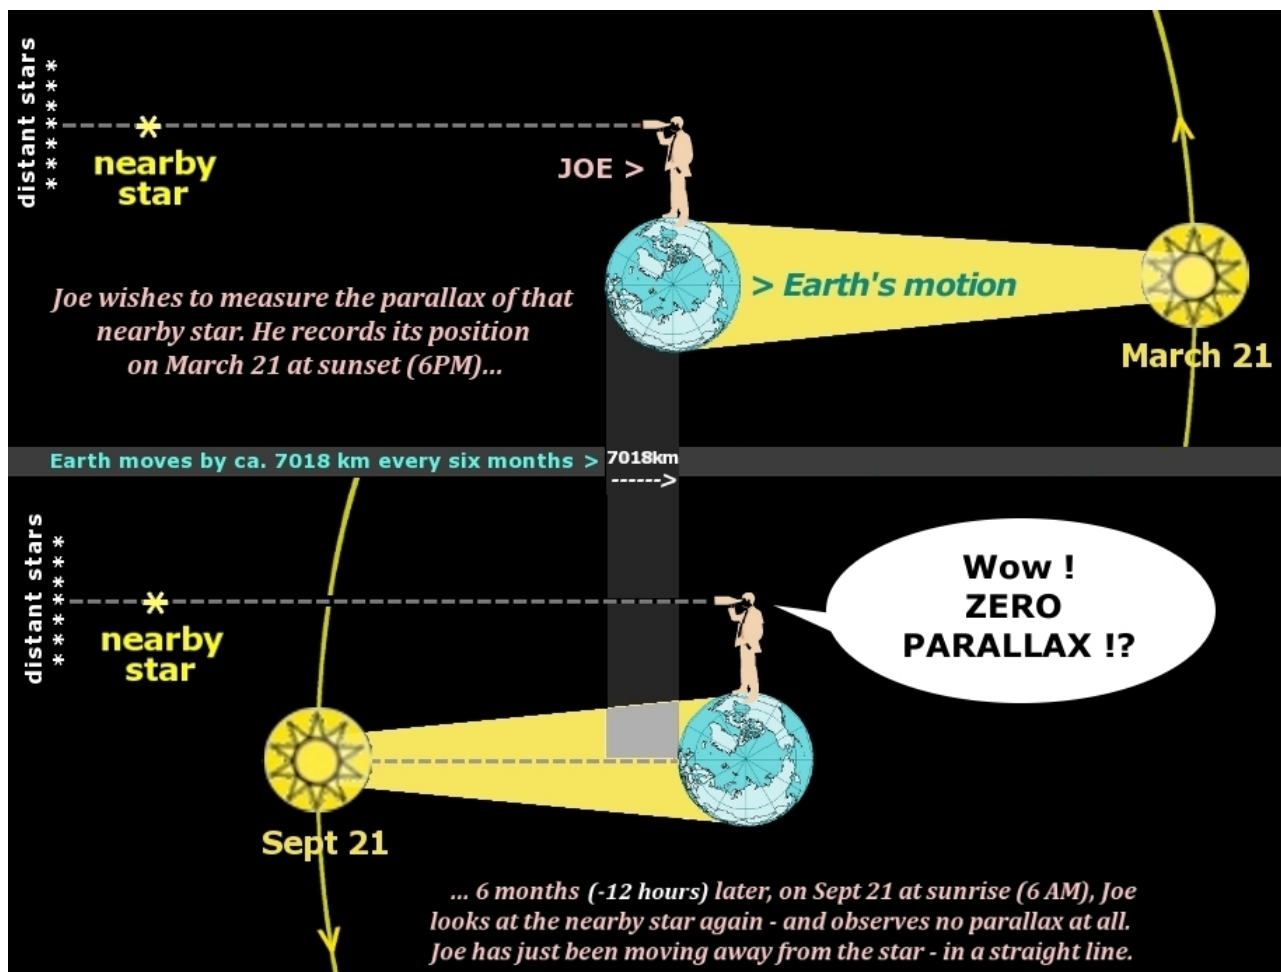 distant stars
* * * * * * * *
nearby
star
JOE >
> Earth's motion
Joe wishes to measure the parallax of that
nearby star. He records its position
on March 21 at sunset (6PM)...
March 21
Earth moves by ca. 7018 km every six months >
7018km
------>
distant stars
* * * * * * * *
nearby
star
Wow !
ZERO
PARALLAX !?
Sept 21
... 6 months (-12 hours) later, on Sept 21 at sunrise (6 AM), Joe
looks at the nearby star again - and observes no parallax at all.
Joe has just been moving away from the star - in a straight line.